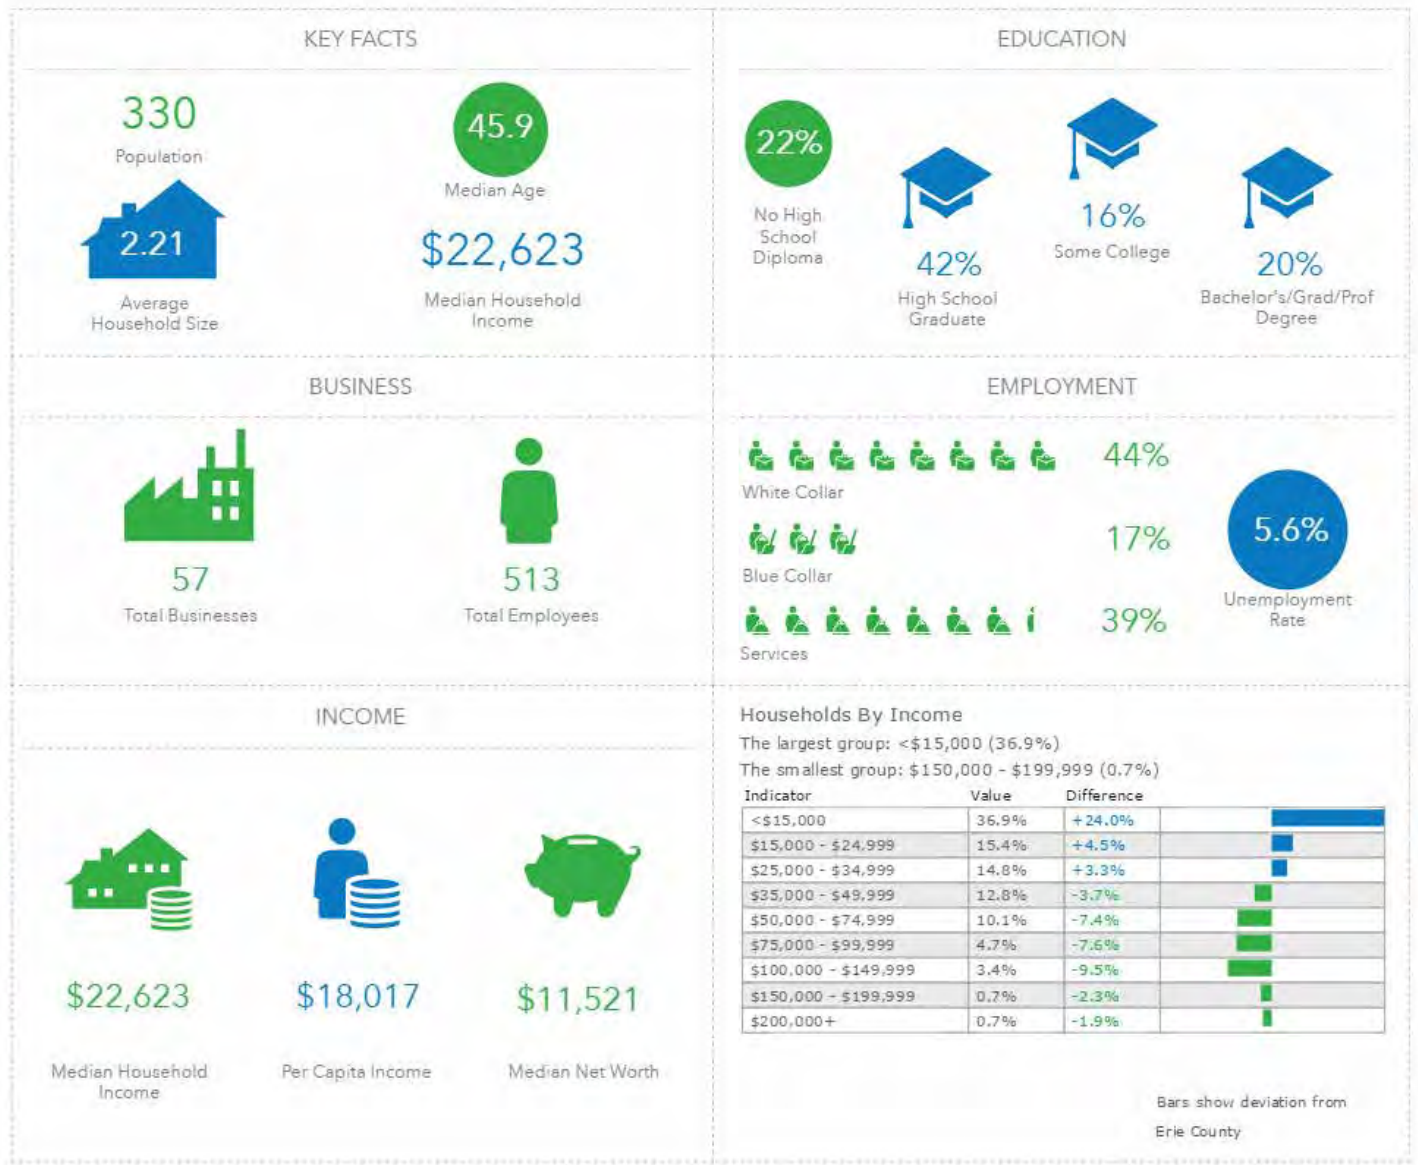 KEY FACTS
330
Population
2.21
Average
Household Size
45.9
Median Age
$22,623
Median Household
Income
EDUCATION
22%
No High
School
Diploma
42%
High School
Graduate
16%
Some College
20%
Bachelor's/Grad/Prof
Degree
BUSINESS
57
Total Businesses
513
Total Employees
EMPLOYMENT
44%
White Collar
17%
Blue Collar
39%
Services
5.6%
Unemployment
Rate
INCOME
$22,623
Median Household
Income
$18,017
Per Capita Income
$11,521
Median Net Worth
Households By Income
The largest group: <$15,000 (36.9%)
The smallest group: $150,000 - $199,999 (0.7%)
Indicator Value Difference
<$15,000 36.9% +24.0%
$15,000 - $24,999 15.4% +4.5%
$25,000 - $34,999 14.8% +3.3%
$35,000 - $49,999 12.8% -3.7%
$50,000 - $74,999 10.1% -7.4%
$75,000 - $99,999 4.7% -7.6%
$100,000 - $149,999 3.4% -9.5%
$150,000 - $199,999 0.7% -2.3%
$200,000+ 0.7% -1.9%
Bars show deviation from
Erie County